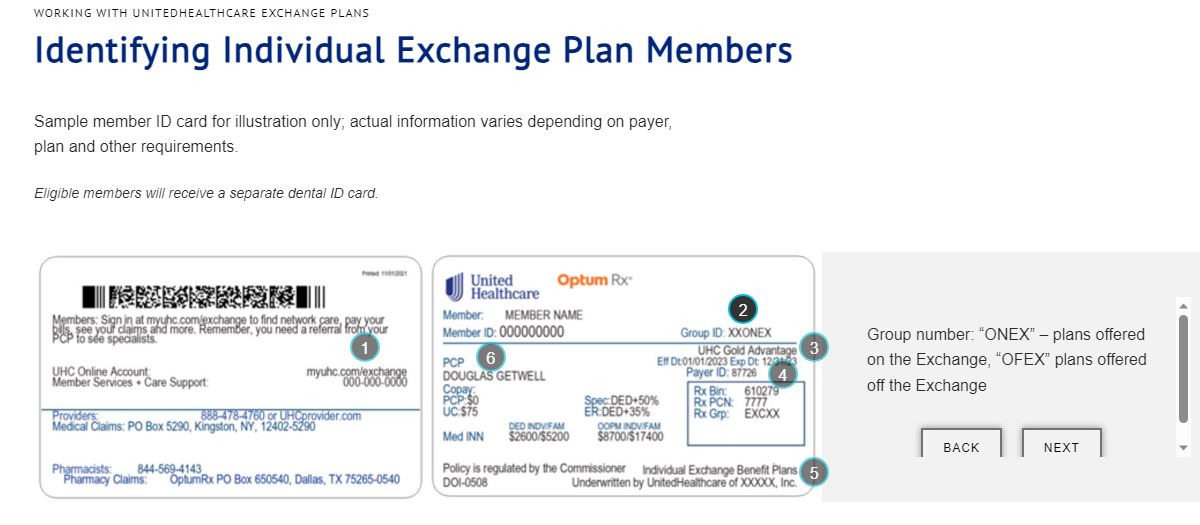 WORKING WITH UNITEDHEALTHCARE EXCHANGE PLANS
Identifying Individual Exchange Plan Members
Sample member ID card for illustration only; actual information varies depending on payer,
plan and other requirements.
Eligible members will receive a separate dental ID card.
Printed: 11/01/2021
Members: Sign in at myuhc.com/exchange to find network care, pay your
bills, see your claims and more. Remember, you need a referral from your
PCP to see specialists.
1
UHC Online Account: myuhc.com/exchange
Member Services + Care Support: 000-000-0000
Providers: 888-478-4760 or UHCprovider.com
Medical Claims: PO Box 5290, Kingston, NY, 12402-5290
Pharmacists: 844-569-4143
Pharmacy Claims: OptumRx PO Box 650540, Dallas, TX 75265-0540
United
Healthcare
Optum Rx
Member: MEMBER NAME
2
Member ID: 000000000 Group ID: XXONEX
6
UHC Gold Advantage
3
PCP Eff Dt:01/01/2023 Exp Dt: 12/31/23
DOUGLAS GETWELL Payer ID: 87726
4
Copay:
PCP:$0 Spec:DED+50%
UC:$75 ER:DED+35%
Rx Bin: 610279
Rx PCN: 7777
Rx Grp: EXCXX
DED INDV/FAM OOPM INDV/FAM
Med INN $2600/$5200 $8700/$17400
Policy is regulated by the Commissioner Individual Exchange Benefit Plans
5
DOI-0508 Underwritten by UnitedHealthcare of XXXXX, Inc.
Group number: “ONEX” – plans offered
on the Exchange, “OFEX” plans offered
off the Exchange
BACK NEXT